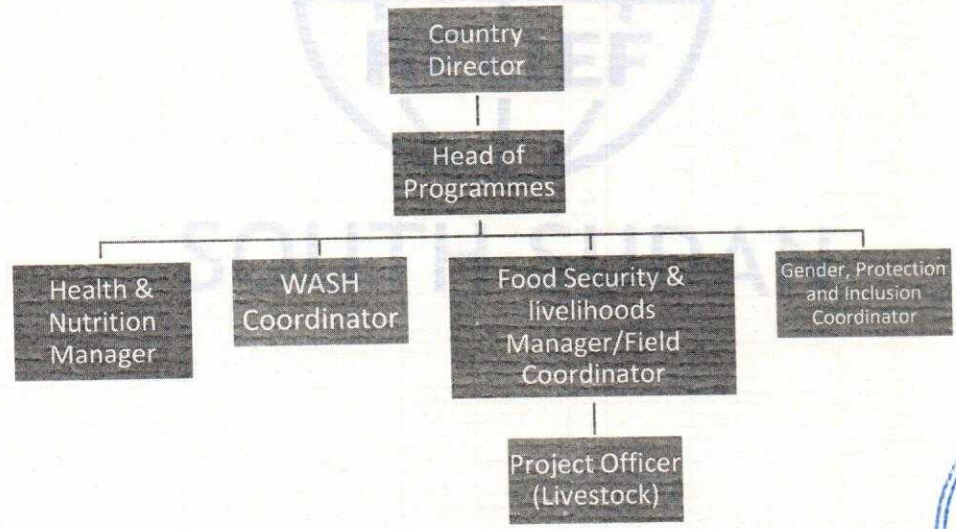 Country
Director
Head of
Programmes
Health &
Nutrition
Manager
WASH
Coordinator
Food Security &
livelihoods
Manager/Field
Coordinator
Gender, Protection
and Inclusion
Coordinator
SOUTH SUDAN
Project Officer
(Livestock)